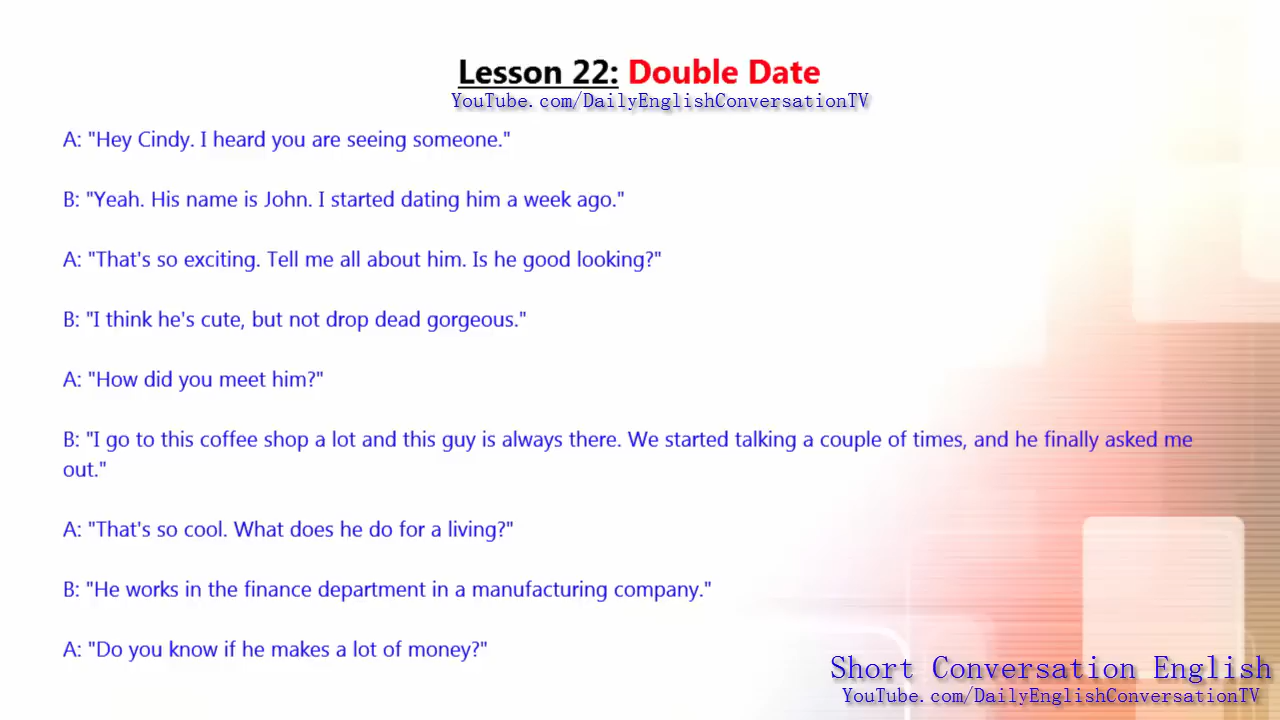 Lesson 22: Double Date
YouTube.com/DailyEnglishConversationTV
A: "Hey Cindy. I heard you are seeing someone."
B: "Yeah. His name is John. I started dating him a week ago."
A: "That's so exciting. Tell me all about him. Is he good looking?"
B: "I think he's cute, but not drop dead gorgeous."
A: "How did you meet him?"
B: "I go to this coffee shop a lot and this guy is always there. We started talking a couple of times, and he finally asked me
out."
A: "That's so cool. What does he do for a living?"
B: "He works in the finance department in a manufacturing company."
A: "Do you know if he makes a lot of money?"
Short Conversation English
YouTube.com/DailyEnglishConversationTV